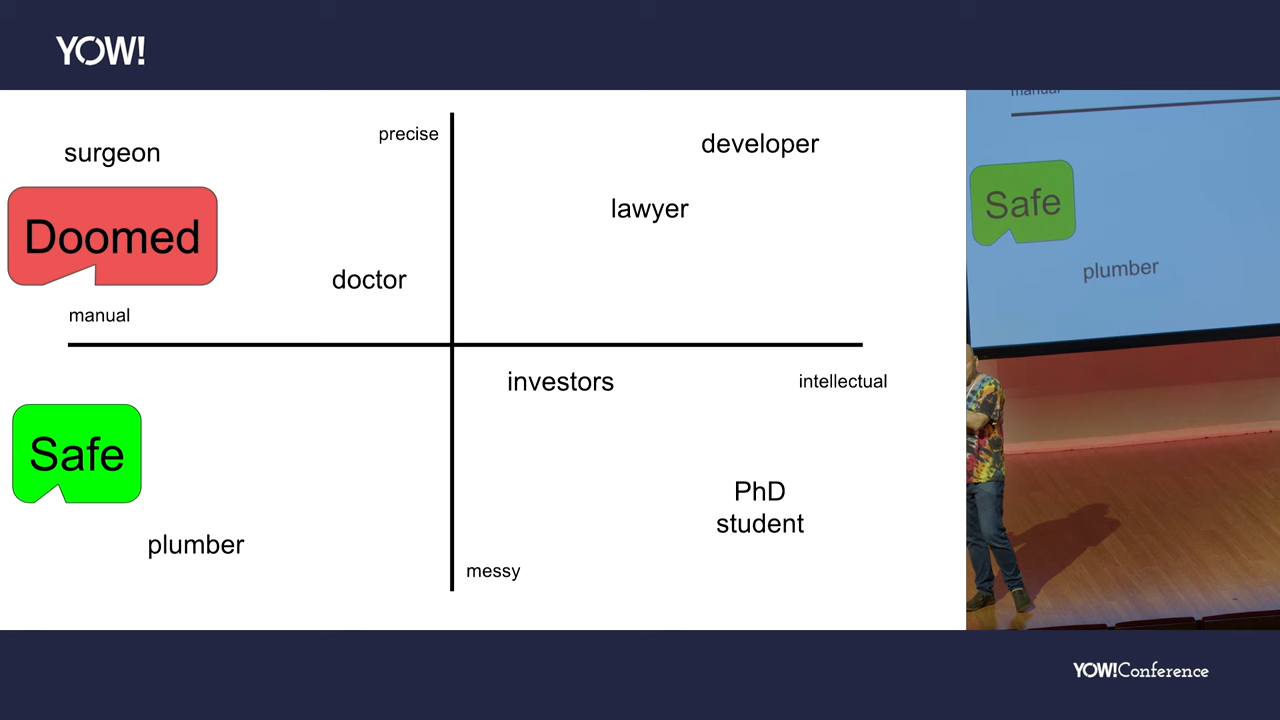 YOW!
surgeon
precise
developer
Doomed
lawyer
doctor
manual
investors
intellectual
Safe
PhD
student
plumber
messy
manual
Safe
plumber
YOW!Conference